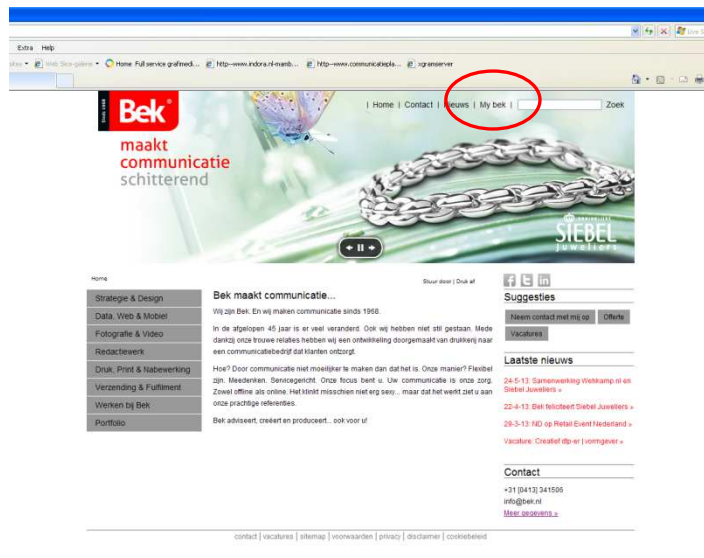 Live S
Extra Help
sites Web Slice-galerie Home Full service grafimedi... http--www.indora.nl-mamb... http--www.communicatiepla... xgranserver
sinds 1968
Bek®
| Home | Contact | Nieuws | My bek | Zoek
maakt
communicatie
schitterend
SIEBEL
juweliers
Home
Stuur door | Druk af
Strategie & Design
Data, Web & Mobiel
Fotografie & Video
Redactiewerk
Druk, Print & Nabewerking
Verzending & Fulfilment
Werken bij Bek
Portfolio
Bek maakt communicatie...
Wij zijn Bek. En wij maken communicatie sinds 1968.
In de afgelopen 45 jaar is er veel veranderd. Ook wij hebben niet stil gestaan. Mede
dankzij onze trouwe relaties hebben wij een ontwikkeling doorgemaakt van drukkerij naar
een communicatiebedrijf dat klanten ontzorgt.
Hoe? Door communicatie niet moeilijker te maken dan dat het is. Onze manier? Flexibel
zijn. Meedenken. Servicegericht. Onze focus bent u. Uw communicatie is onze zorg.
Zowel offline als online. Het klinkt misschien niet erg sexy... maar dat het werkt ziet u aan
onze prachtige referenties.
Bek adviseert, creëert en produceert... ook voor u!
Suggesties
Neem contact met mij op Offerte
Vacatures
Laatste nieuws
24-5-13: Samenwerking Wehkamp.nl en
Siebel Juweliers »
22-4-13: Bek feliciteert Siebel Juweliers »
29-3-13: ND op Retail Event Nederland »
Vacature: Creatief dtp-er | vormgever »
Contact
+31 [0413] 341506
info@bek.nl
Meer gegevens »
contact | vacatures | sitemap | voorwaarden | privacy | disclaimer | cookiebeleid